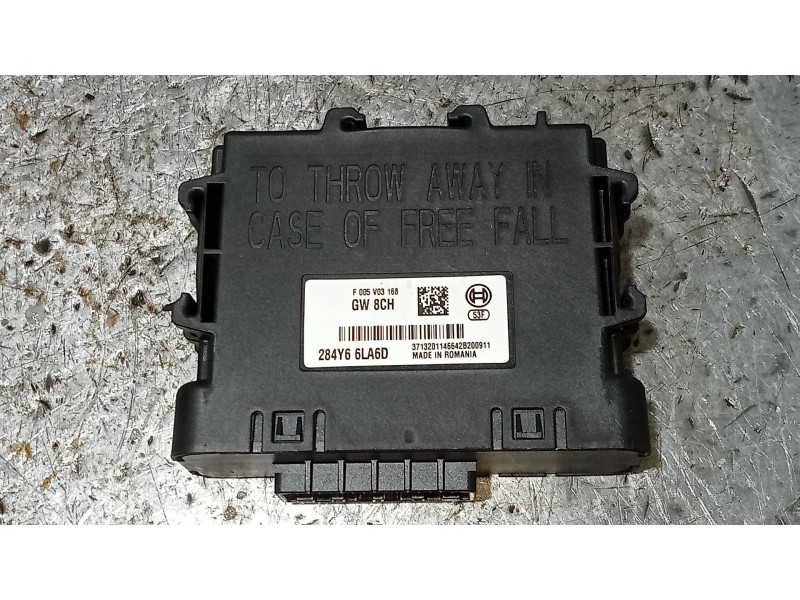 TO THROW AWAY IN
CASE OF FREE FALL
F 005 V03 168
GW 8CH
53F
284Y6 6LA6D
3713201146642B200911
MADE IN ROMANIA